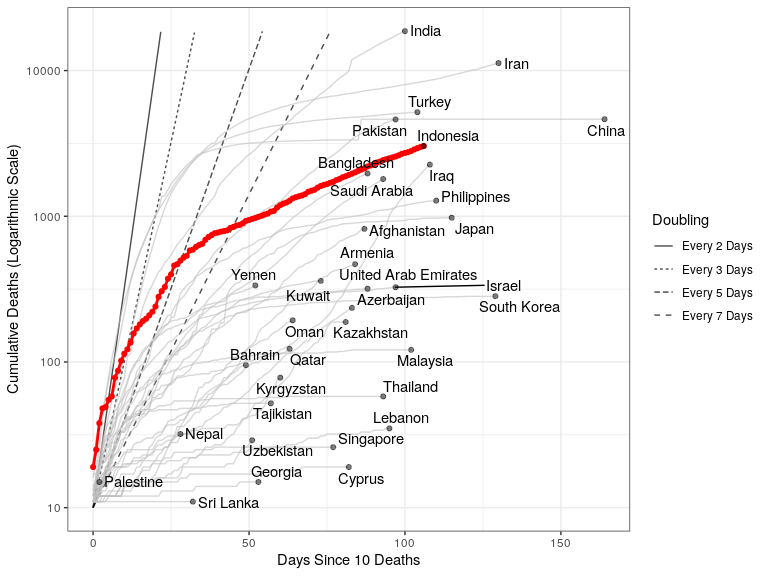 India
Iran
Turkey
Pakistan
China
Indonesia
Bangladesh
Iraq
Saudi Arabia
Philippines
Afghanistan
Japan
Armenia
Yemen
United Arab Emirates
Kuwait
Israel
Azerbaijan
South Korea
Oman
Kazakhstan
Bahrain
Qatar
Malaysia
Kyrgyzstan
Thailand
Tajikistan
Lebanon
Nepal
Singapore
Uzbekistan
Georgia
Cyprus
Palestine
Sri Lanka
10000
1000
100
10
0
50
100
150
Days Since 10 Deaths
Cumulative Deaths (Logarithmic Scale)
Doubling
Every 2 Days
Every 3 Days
Every 5 Days
Every 7 Days